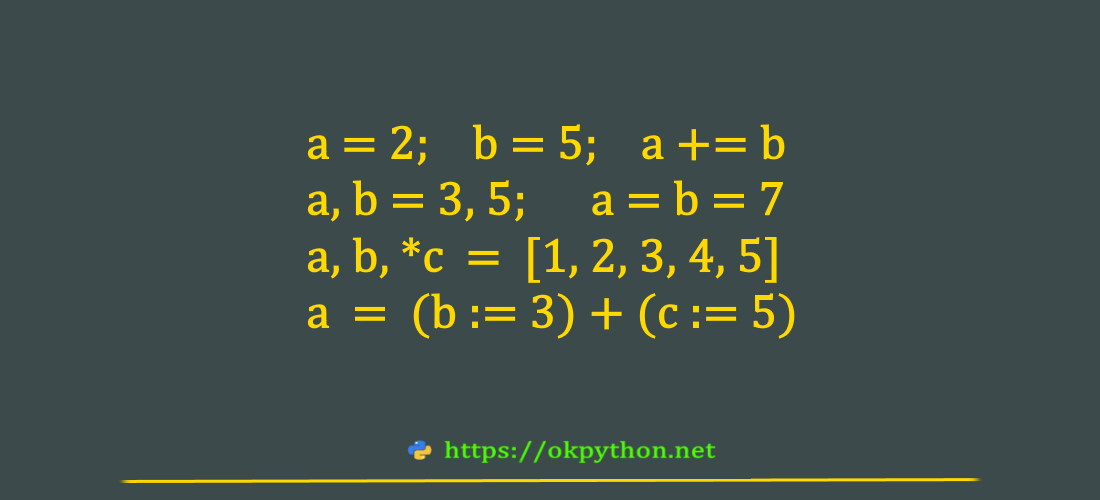 a = 2; b = 5; a += b
a, b = 3, 5; a = b = 7
a, b, *c = [1, 2, 3, 4, 5]
a = (b := 3) + (c := 5)
https://okpython.net